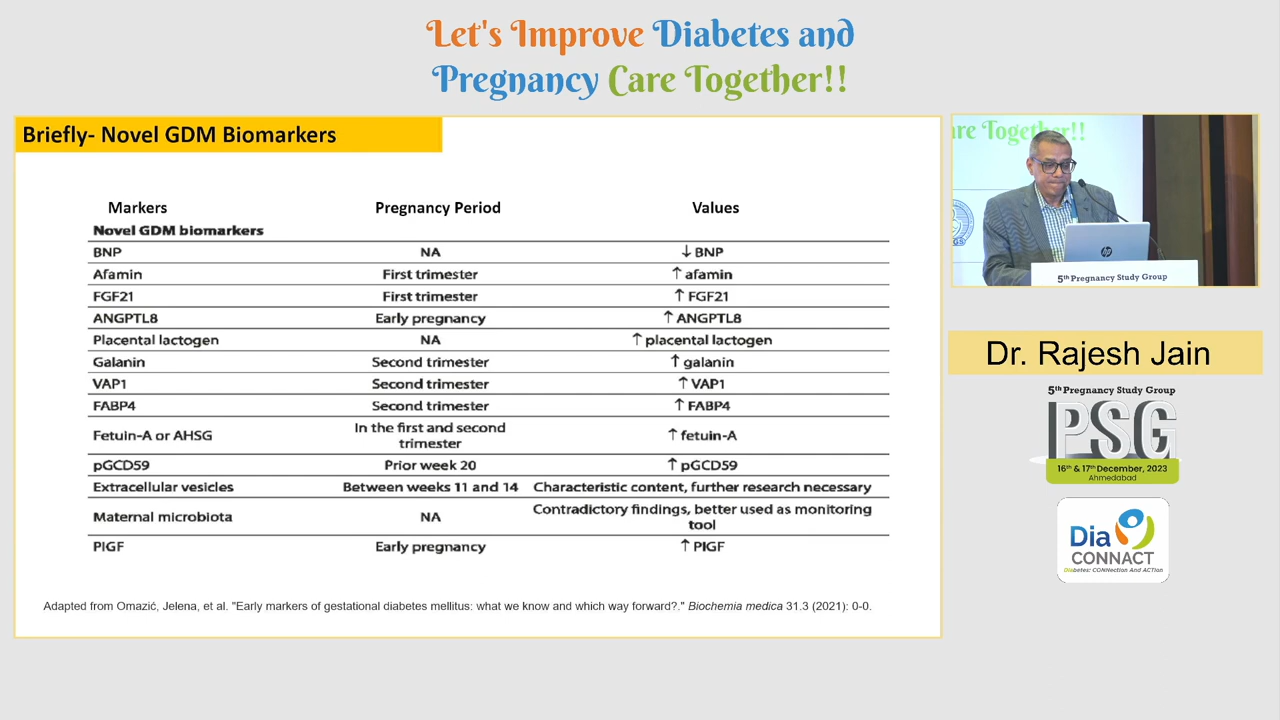 Let's Improve Diabetes and
Pregnancy Care Together!!
Briefly- Novel GDM Biomarkers
Markers Pregnancy Period Values
Novel GDM biomarkers
BNP NA ↓ BNP
Afamin First trimester ↑ afamin
FGF21 First trimester ↑ FGF21
ANGPTL8 Early pregnancy ↑ ANGPTL8
Placental lactogen NA ↑ placental lactogen
Galanin Second trimester ↑ galanin
VAP1 Second trimester ↑ VAP1
FABP4 Second trimester ↑ FABP4
Fetuin-A or AHSG In the first and second trimester ↑ fetuin-A
pGCD59 Prior week 20 ↑ pGCD59
Extracellular vesicles Between weeks 11 and 14 Characteristic content, further research necessary
Maternal microbiota NA Contradictory findings, better used as monitoring tool
PlGF Early pregnancy ↑ PlGF
Adapted from Omazić, Jelena, et al. "Early markers of gestational diabetes mellitus: what we know and which way forward?." Biochemia medica 31.3 (2021): 0-0.
are Together!!
hp
5th Pregnancy Study Group
Dr. Rajesh Jain
5th Pregnancy Study Group
PSG
16th & 17th December, 2023
Ahmedabad
Dia
CONNACT
Diabetes: CONNection And ACTion